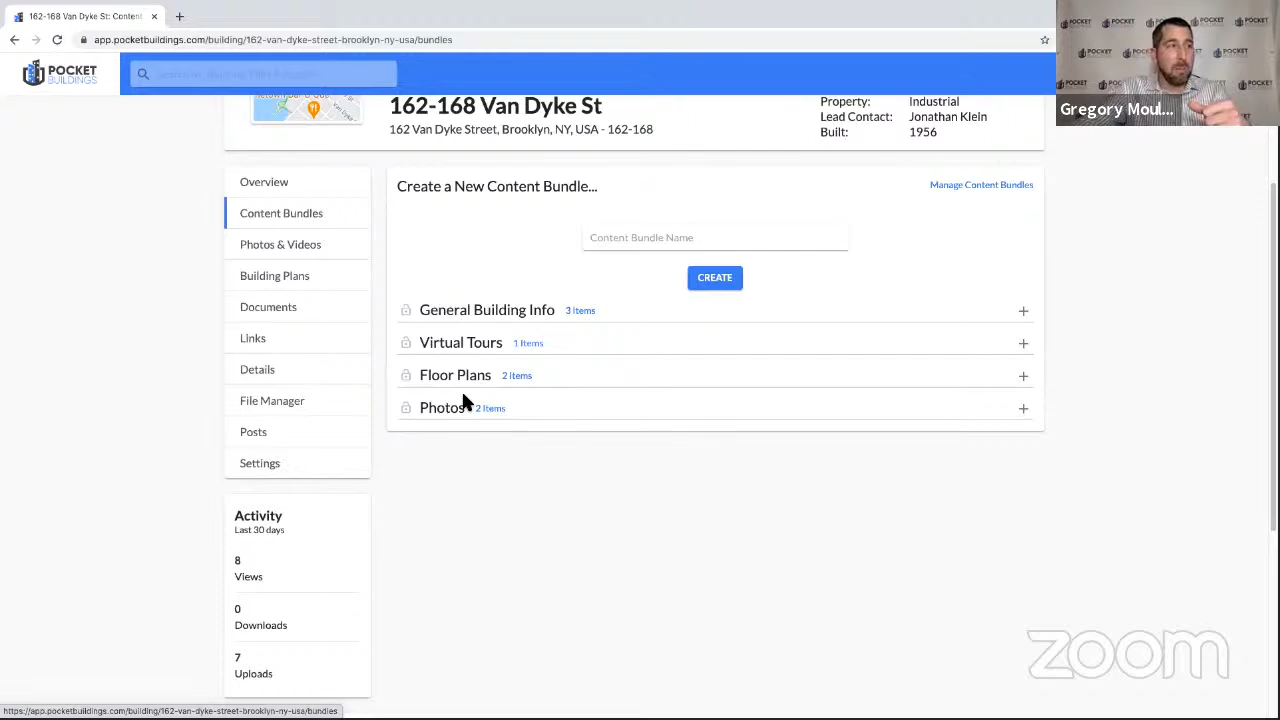 162-168 Van Dyke St: Content
app.pocketbuildings.com/building/162-van-dyke-street-brooklyn-ny-usa/bundles
POCKET
BUILDINGS
Gregory Moul...
162-168 Van Dyke St
162 Van Dyke Street, Brooklyn, NY, USA - 162-168
Property: Industrial
Lead Contact: Jonathan Klein
Built: 1956
Overview
Content Bundles
Photos & Videos
Building Plans
Documents
Links
Details
File Manager
Posts
Settings
Create a New Content Bundle...
Manage Content Bundles
Content Bundle Name
CREATE
General Building Info 3 Items
Virtual Tours 1 Items
Floor Plans 2 Items
Photos 2 Items
Activity
Last 30 days
8
Views
0
Downloads
7
Uploads
zoom
https://app.pocketbuildings.com/building/162-van-dyke-street-brooklyn-ny-usa/bundles